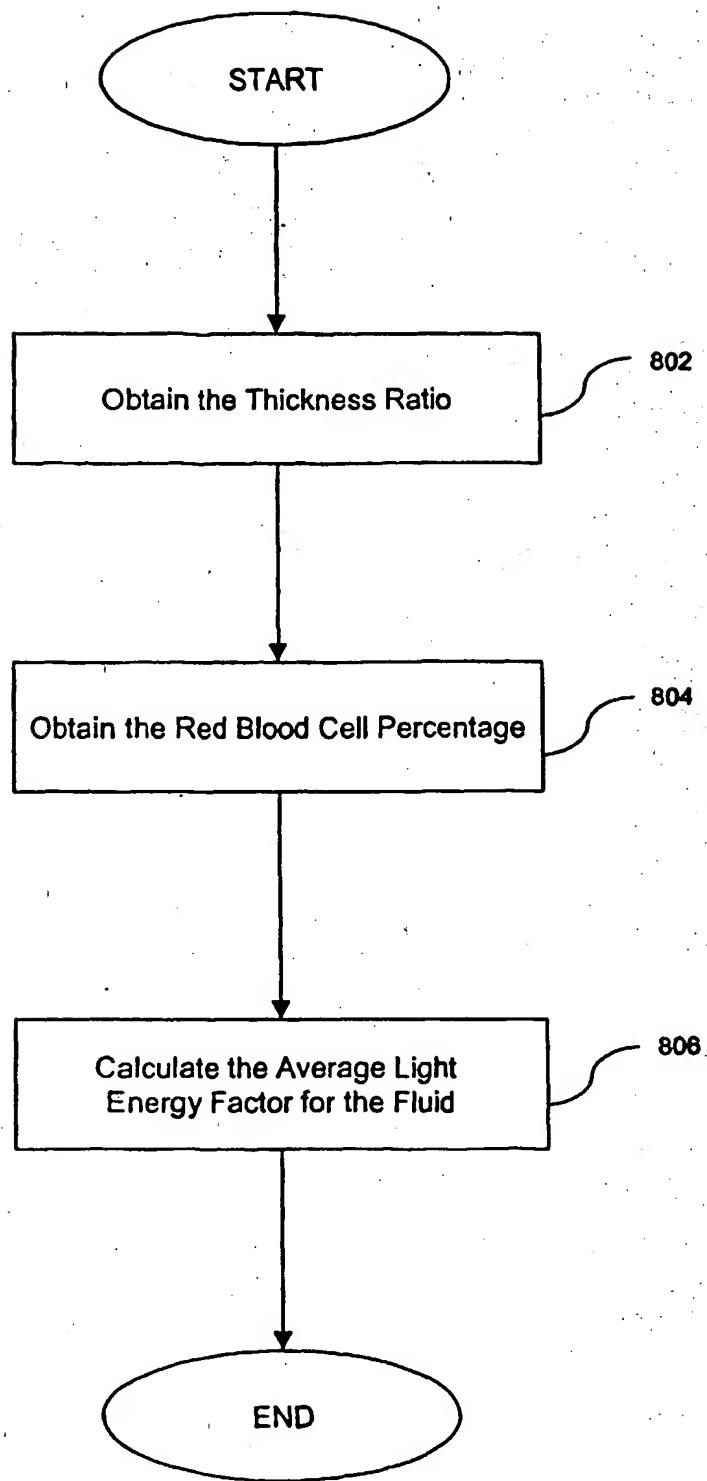 START
Obtain the Thickness Ratio
802
Obtain the Red Blood Cell Percentage
804
Calculate the Average Light
Energy Factor for the Fluid
806
END